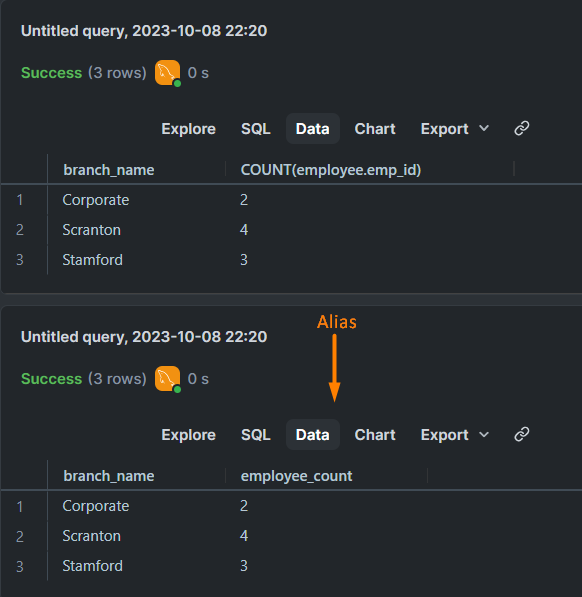 Untitled query, 2023-10-08 22:20
Success (3 rows) 0 s
Explore SQL Data Chart Export
branch_name COUNT(employee.emp_id)
1 Corporate 2
2 Scranton 4
3 Stamford 3
Untitled query, 2023-10-08 22:20
Alias
Success (3 rows) 0 s
Explore SQL Data Chart Export
branch_name employee_count
1 Corporate 2
2 Scranton 4
3 Stamford 3